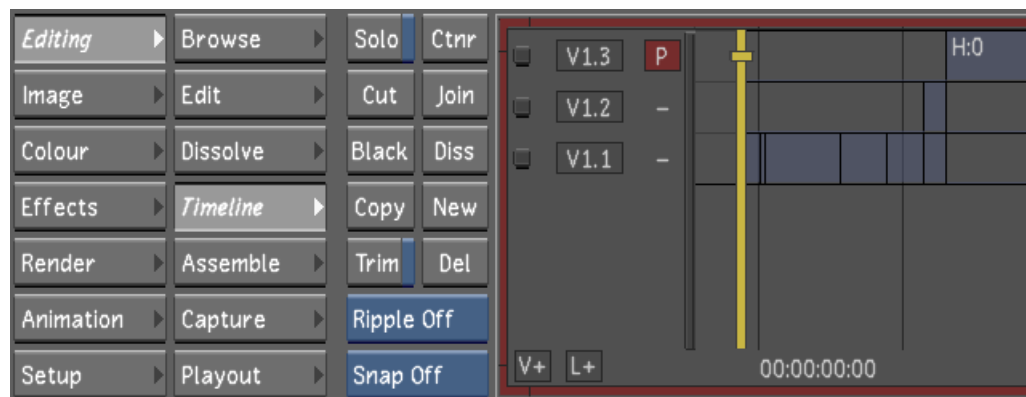 Editing Browse Solo Ctnr
Image Edit Cut Join
Colour Dissolve Black Diss
Effects Timeline Copy New
Render Assemble Trim Del
Animation Capture Ripple Off
Setup Playout Snap Off
V1.3 P H:0
V1.2 –
V1.1 –
V+ L+ 00:00:00:00